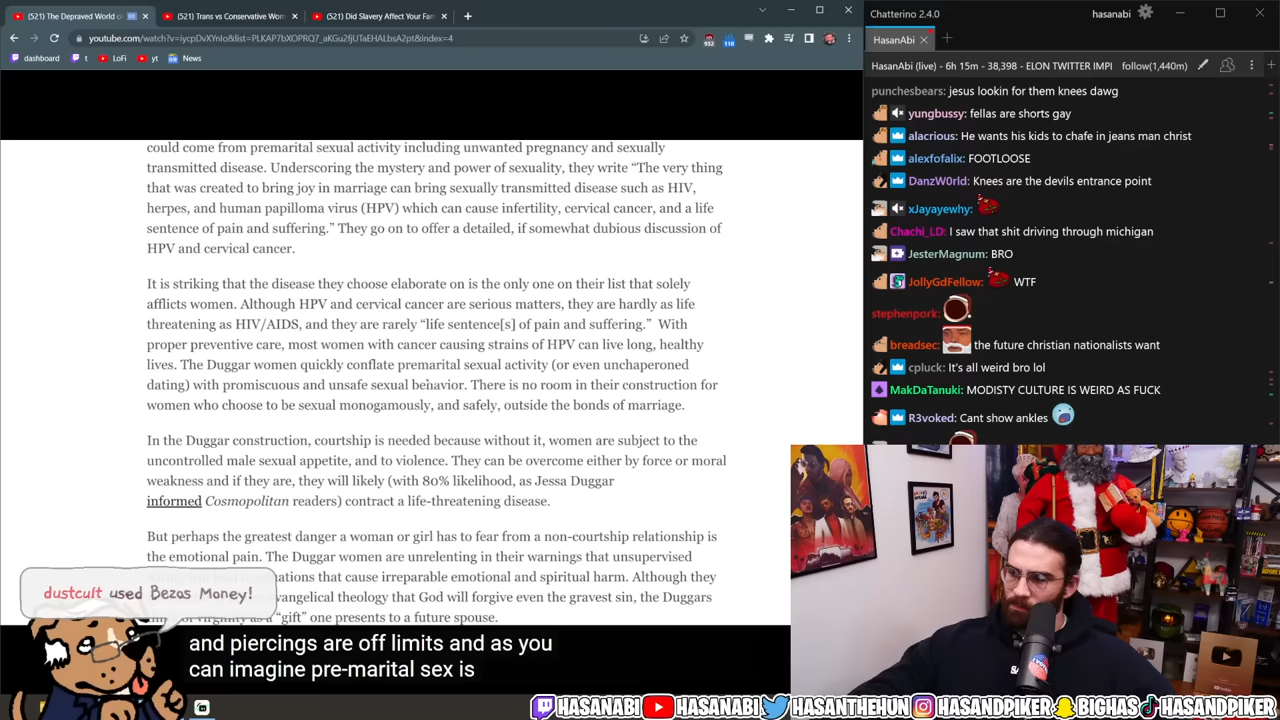 (521) The Depraved World o
(521) Trans vs Conservative Wom
(521) Did Slavery Affect Your Fam
youtube.com/watch?v=iycpDvXYnIo&list=PLKAP7bXOPRQ7_aKGu2fjUTaEHALbsA2pt&index=4
dashboard
t
LoFi
yt
News
could come from premarital sexual activity including unwanted pregnancy and sexually
transmitted disease. Underscoring the mystery and power of sexuality, they write “The very thing
that was created to bring joy in marriage can bring sexually transmitted disease such as HIV,
herpes, and human papilloma virus (HPV) which can cause infertility, cervical cancer, and a life
sentence of pain and suffering.” They go on to offer a detailed, if somewhat dubious discussion of
HPV and cervical cancer.
It is striking that the disease they choose elaborate on is the only one on their list that solely
afflicts women. Although HPV and cervical cancer are serious matters, they are hardly as life
threatening as HIV/AIDS, and they are rarely “life sentence[s] of pain and suffering.” With
proper preventive care, most women with cancer causing strains of HPV can live long, healthy
lives. The Duggar women quickly conflate premarital sexual activity (or even unchaperoned
dating) with promiscuous and unsafe sexual behavior. There is no room in their construction for
women who choose to be sexual monogamously, and safely, outside the bonds of marriage.
In the Duggar construction, courtship is needed because without it, women are subject to the
uncontrolled male sexual appetite, and to violence. They can be overcome either by force or moral
weakness and if they are, they will likely (with 80% likelihood, as Jessa Duggar
informed Cosmopolitan readers) contract a life-threatening disease.
But perhaps the greatest danger a woman or girl has to fear from a non-courtship relationship is
the emotional pain. The Duggar women are unrelenting in their warnings that unsupervised
that cause irreparable emotional and spiritual harm. Although they
vangelical theology that God will forgive even the gravest sin, the Duggars
“gift” one presents to a future spouse.
dustcult used Bezos Money!
and piercings are off limits and as you
can imagine pre-marital sex is
Chatterino 2.4.0
hasanabi
HasanAbi
HasanAbi (live) - 6h 15m - 38,398 - ELON TWITTER IMPI
follow(1,440m)
punchesbears: jesus lookin for them knees dawg
yungbussy: fellas are shorts gay
alacrious: He wants his kids to chafe in jeans man christ
alexfofalix: FOOTLOOSE
DanzW0rld: Knees are the devils entrance point
xJayayewhy:
Chachi_LD: I saw that shit driving through michigan
JesterMagnum: BRO
JollyGdFellow: WTF
stephenpork:
breadsec: the future christian nationalists want
cpluck: It's all weird bro lol
MakDaTanuki: MODISTY CULTURE IS WEIRD AS FUCK
R3voked: Cant show ankles
HASANABI
HASANABI
HASANTHEHUN
HASANDPIKER
BIGHAS
HASANDPIKER